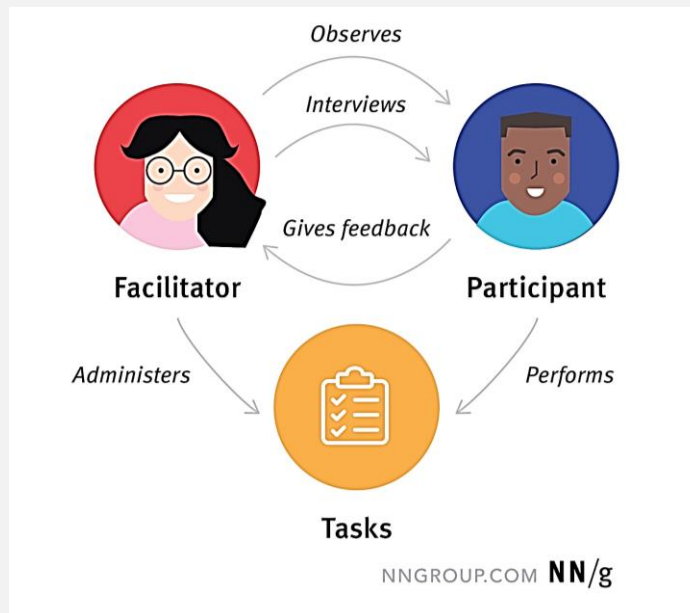 Observes
Interviews
Gives feedback
Facilitator
Participant
Administers
Performs
Tasks
NNGROUP.COM NN/g